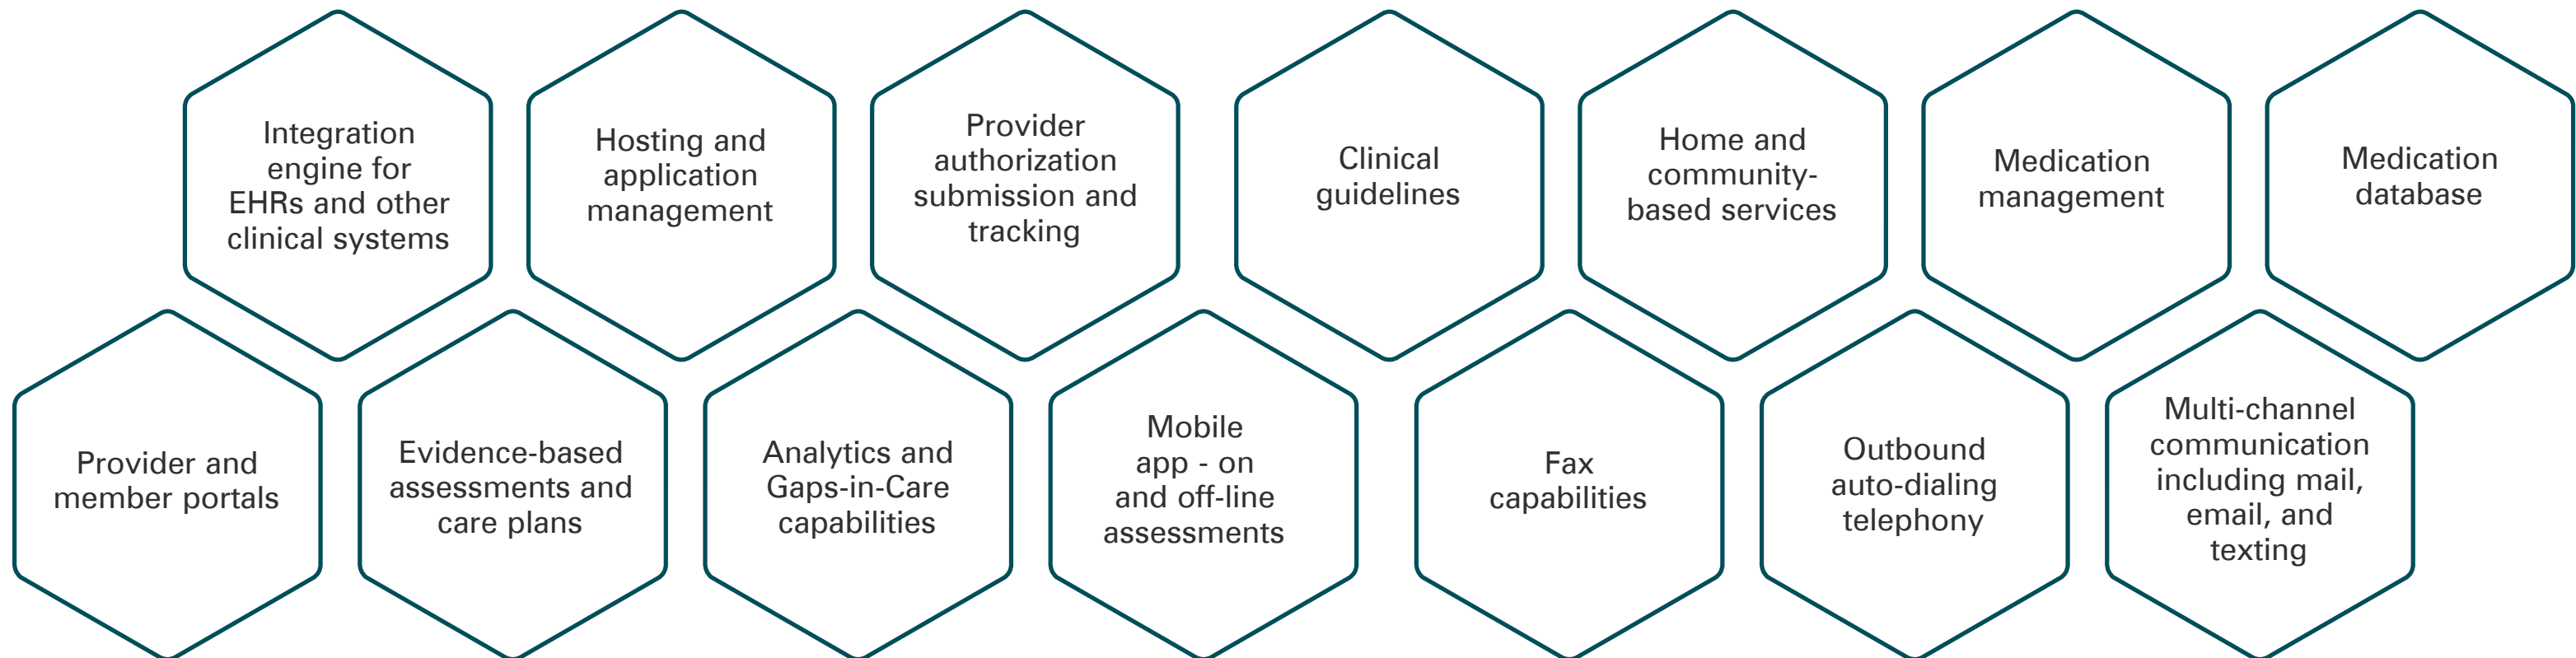 Integration
engine for
EHRs and other
clinical systems
Hosting and
application
management
Provider
authorization
submission and
tracking
Clinical
guidelines
Home and
community-
based services
Medication
management
Medication
database
Provider and
member portals
Evidence-based
assessments and
care plans
Analytics and
Gaps-in-Care
capabilities
Mobile
app - on
and off-line
assessments
Fax
capabilities
Outbound
auto-dialing
telephony
Multi-channel
communication
including mail,
email, and
texting